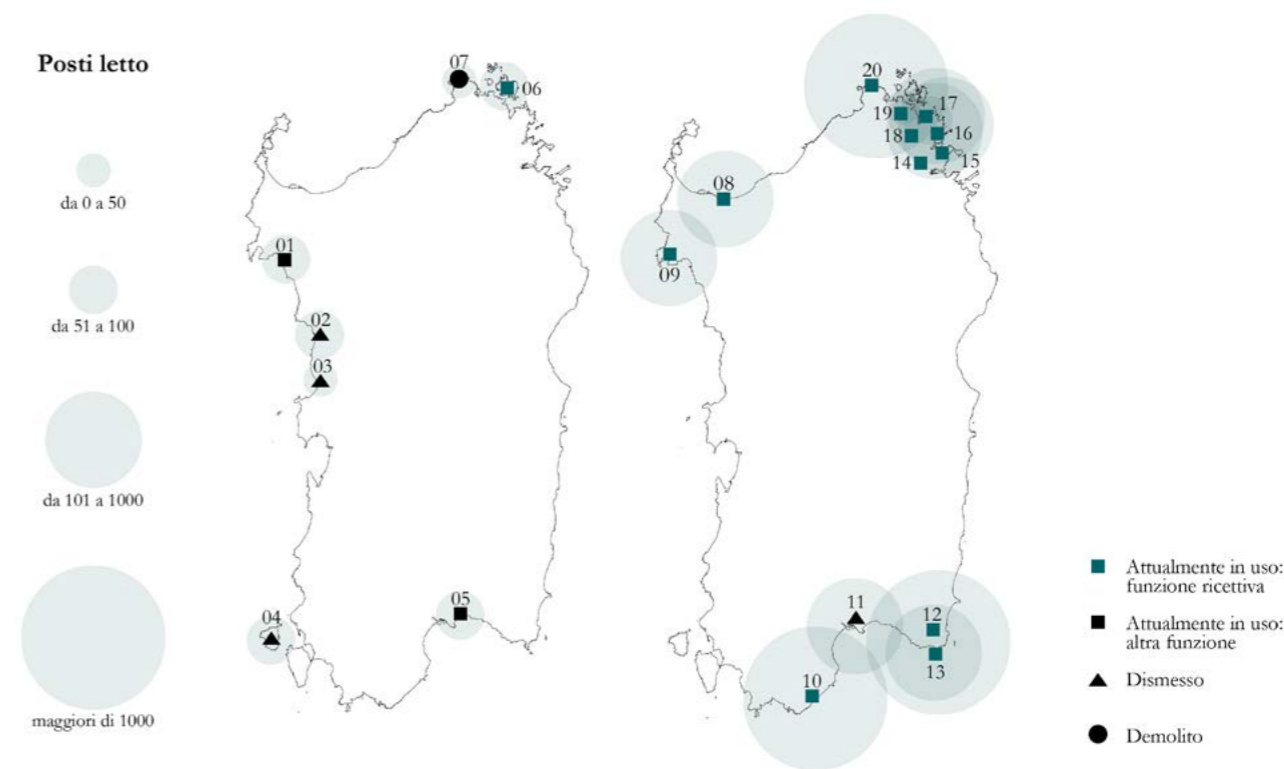 Posti letto
da 0 a 50
da 51 a 100
da 101 a 1000
maggiori di 1000
07
06
01
02
03
04
05
20
19
17
18
16
14
15
08
09
11
12
10
13
Attualmente in uso:
funzione ricettiva
Attualmente in uso:
altra funzione
Dismesso
Demolito